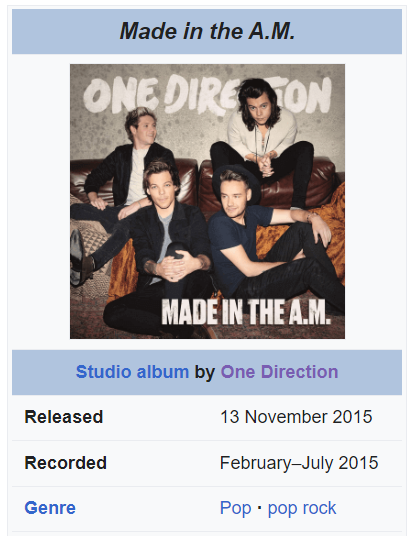 Made in the A.M.
ONE DIRECTION
MADE IN THE A.M.
Studio album by One Direction
Released 13 November 2015
Recorded February–July 2015
Genre Pop · pop rock